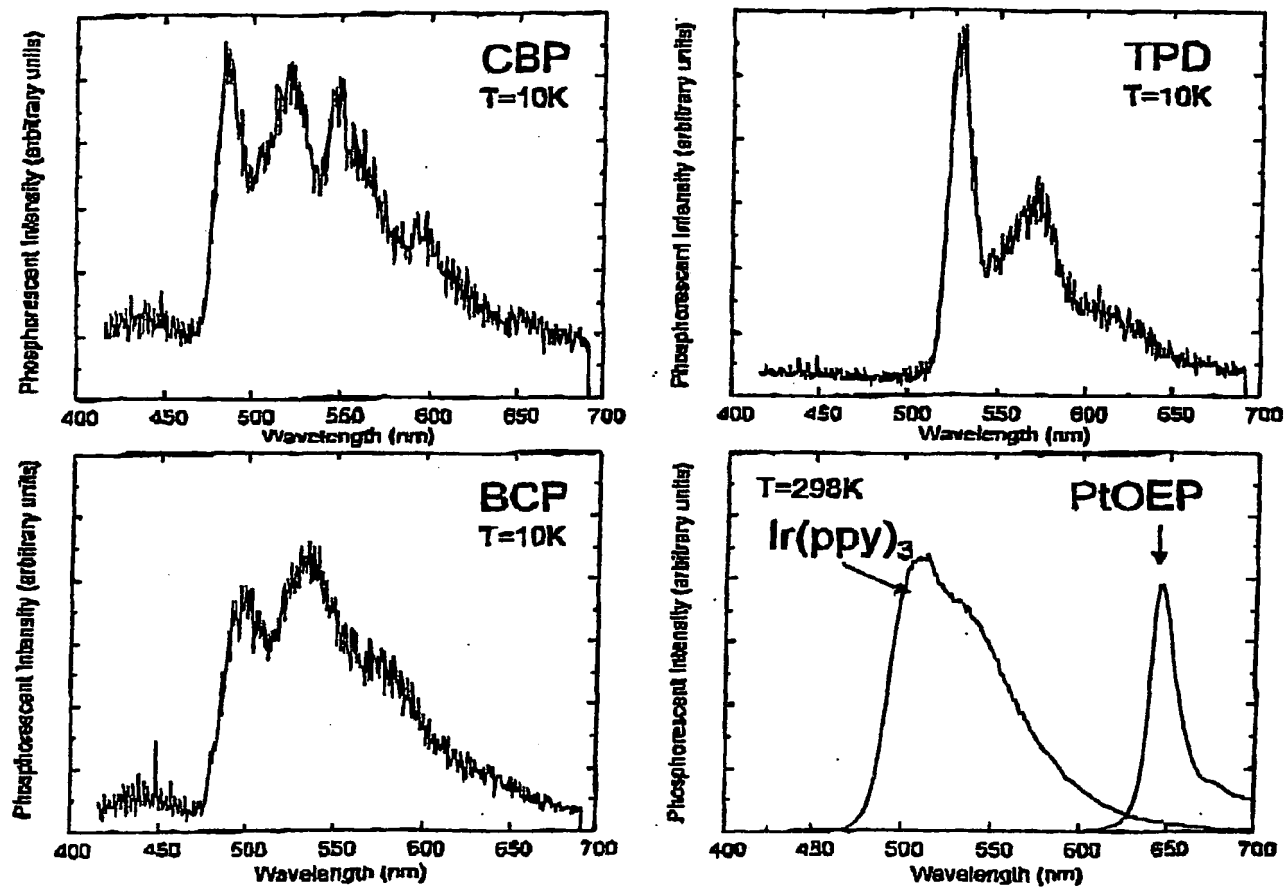 Phosphorescent Intensity (arbitrary units)
CBP
T=10K
400 450 500 550 600 650 700
Wavelength (nm)
Phosphorescent Intensity (arbitrary units)
TPD
T=10K
400 450 500 550 600 650 700
Wavelength (nm)
Phosphorescent Intensity (arbitrary units)
BCP
T=10K
400 450 500 550 600 650 700
Wavelength (nm)
Phosphorescent Intensity (arbitrary units)
T=298K
PtOEP
Ir(ppy)₃
400 450 500 550 600 650 700
Wavelength (nm)